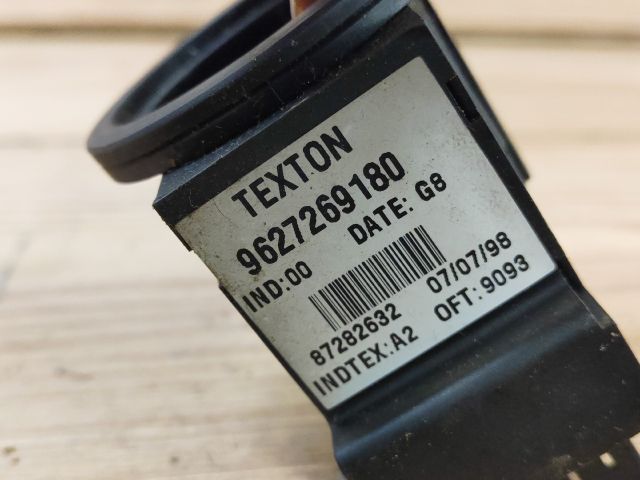 TEXTON
9627269180
IND:00 DATE: G8
87282632 07/07/98
INDTEX:A2 OFT:9093